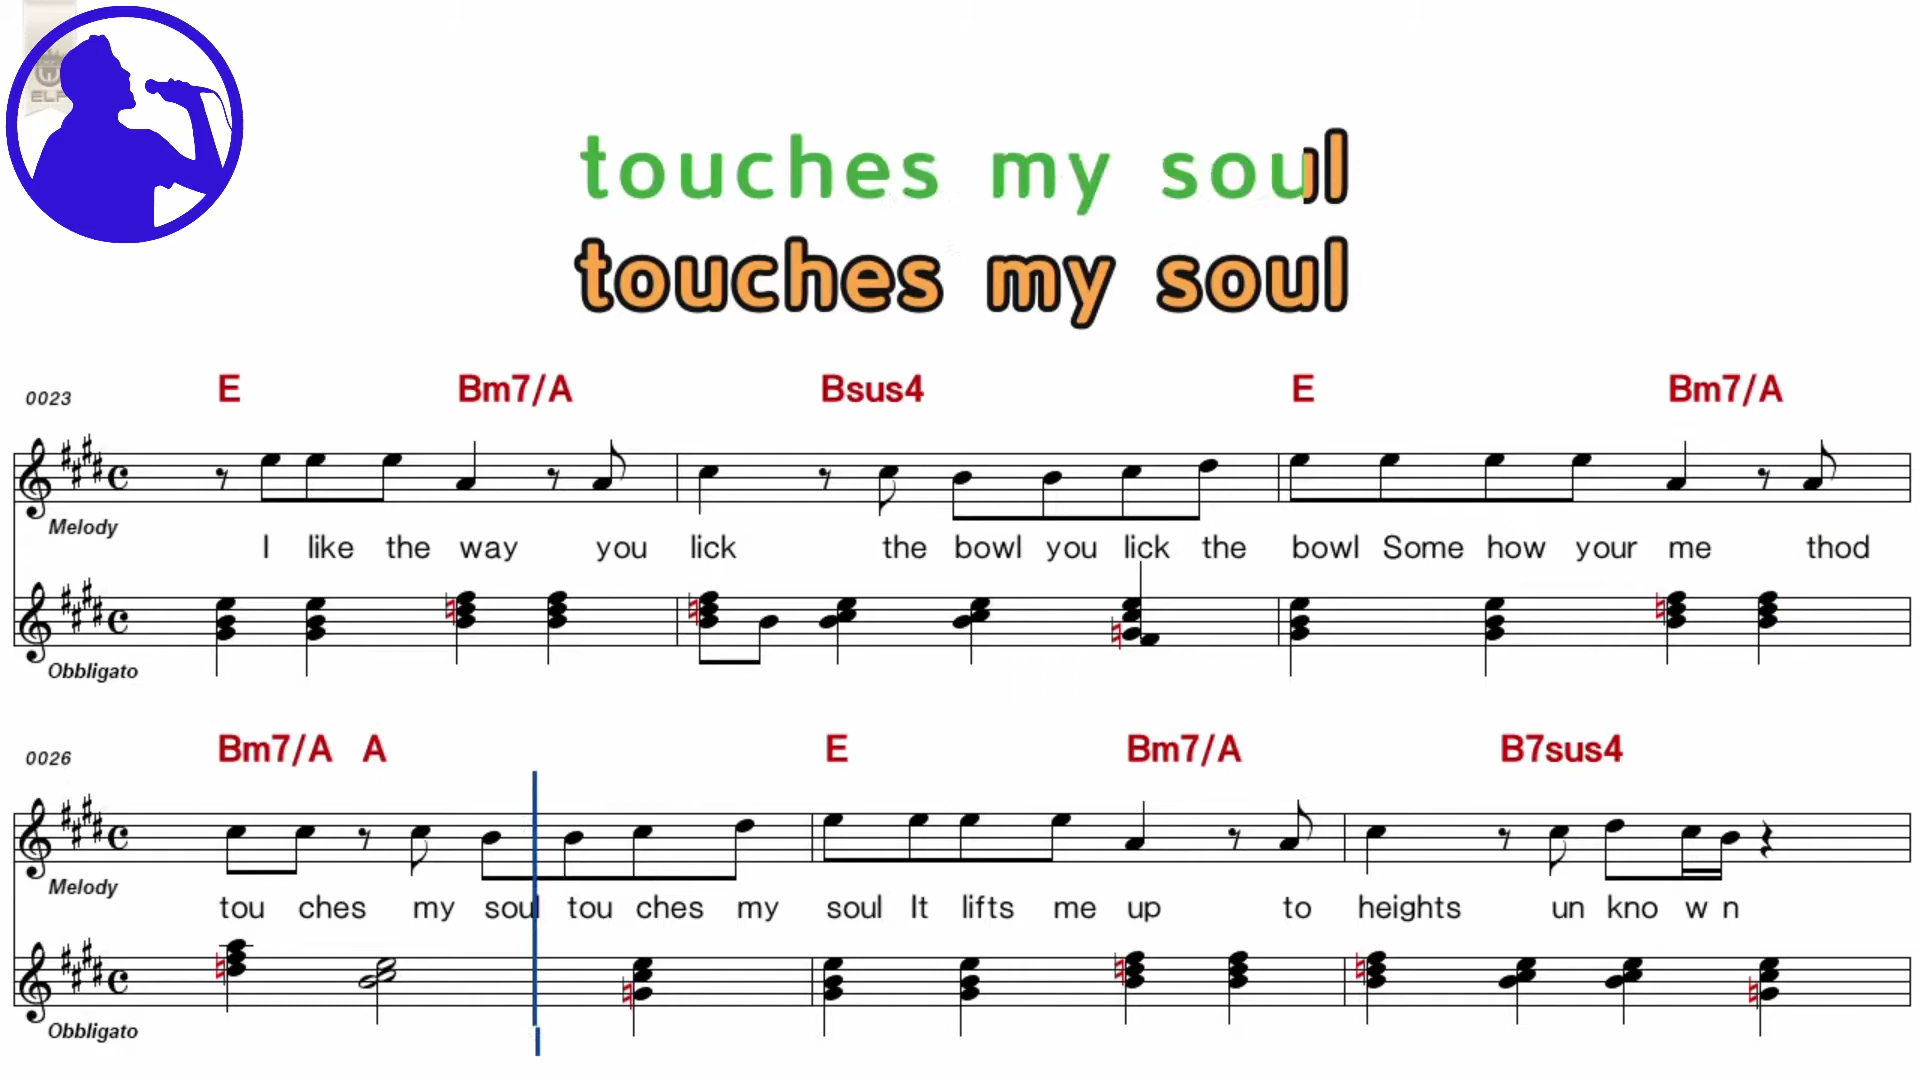 ELF
touches my soul
touches my soul
0023 E Bm7/A Bsus4 E Bm7/A
Melody
I like the way you lick the bowl you lick the bowl Some how your me thod
Obbligato
0026 Bm7/A A E Bm7/A B7sus4
Melody
tou ches my soul tou ches my soul It lifts me up to heights un kno w n
Obbligato